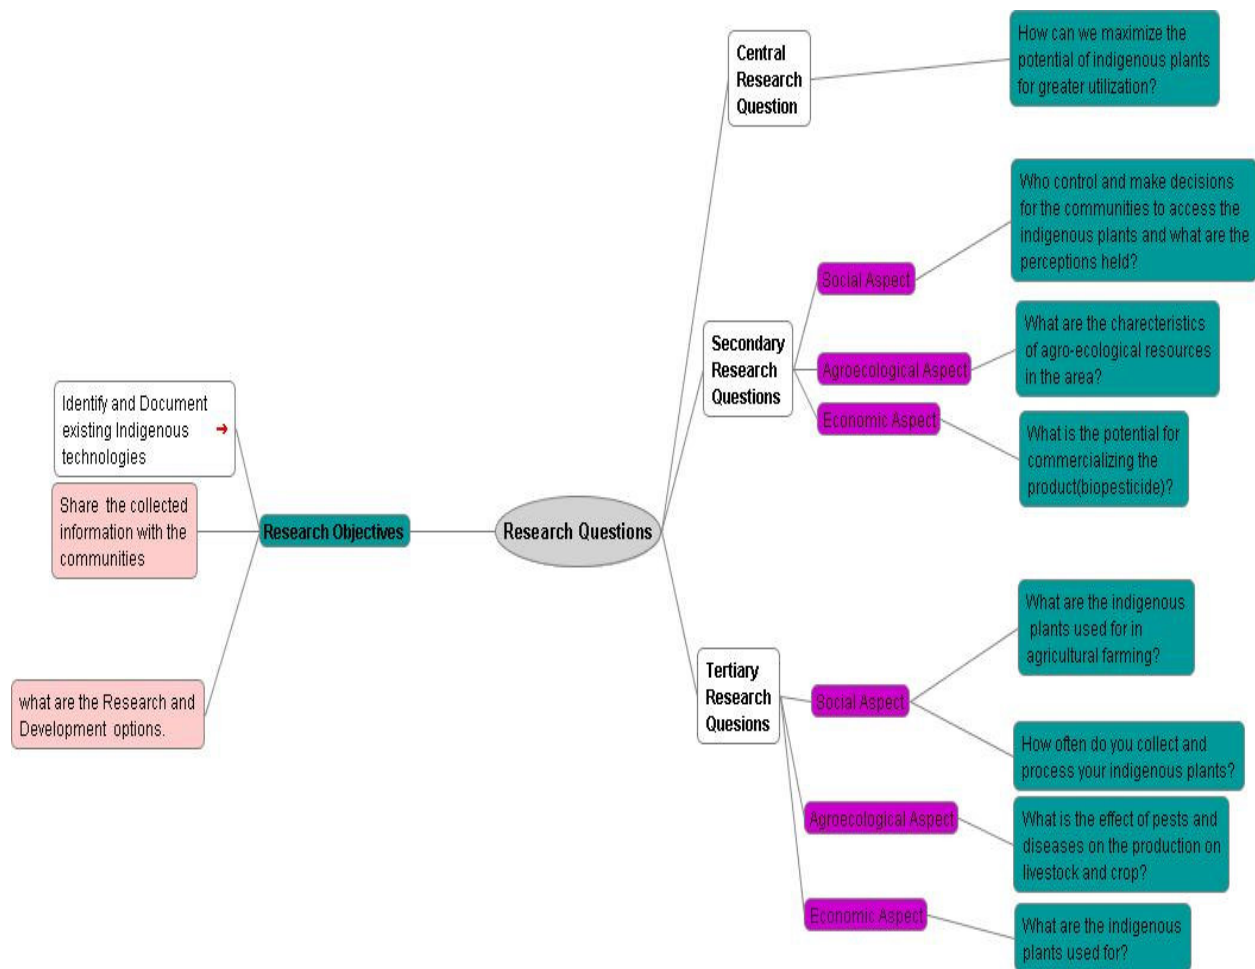 Central
Research
Question
How can we maximize the
potential of indigenous plants
for greater utilization?
Secondary
Research
Questions
Social Aspect
Who control and make decisions
for the communities to access the
indigenous plants and what are the
perceptions held?
Agroecological Aspect
What are the charecteristics
of agro-ecological resources
in the area?
Economic Aspect
What is the potential for
commercializing the
product(biopesticide)?
Identify and Document
existing Indigenous
technologies
Share the collected
information with the
communities
what are the Research and
Development options.
Research Objectives
Research Questions
Tertiary
Research
Quesions
Social Aspect
What are the indigenous
plants used for in
agricultural farming?
How often do you collect and
process your indigenous plants?
Agroecological Aspect
What is the effect of pests and
diseases on the production on
livestock and crop?
Economic Aspect
What are the indigenous
plants used for?